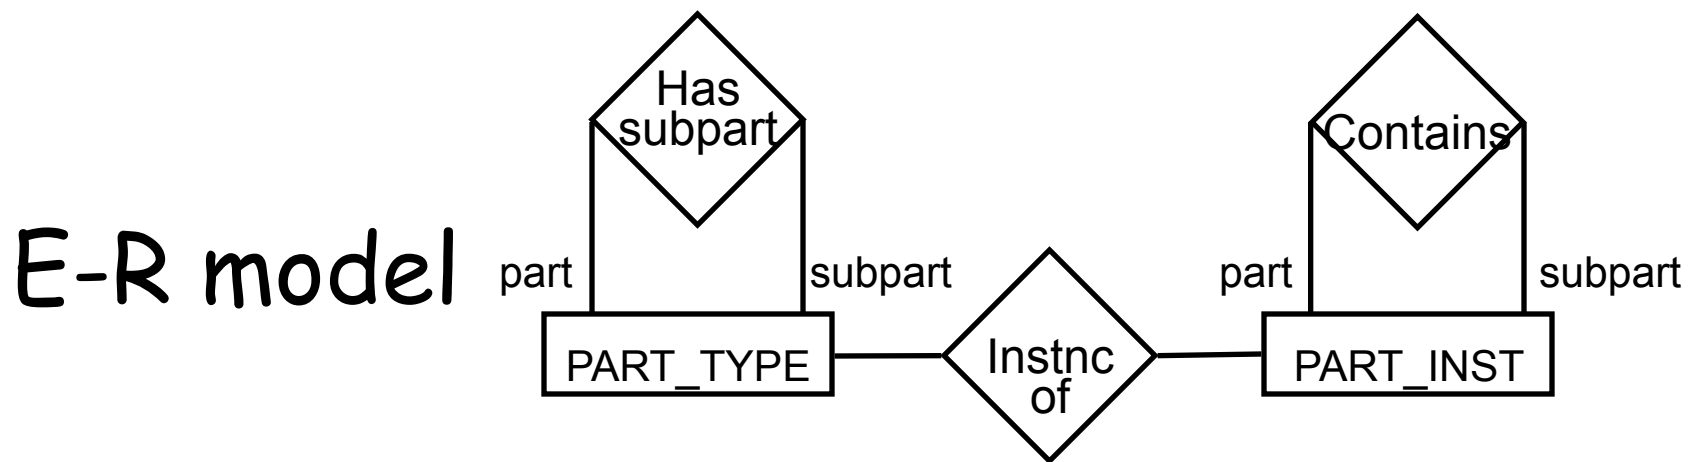 Has
subpart
Contains
E-R model
part
subpart
part
subpart
PART_TYPE
Instnc
of
PART_INST